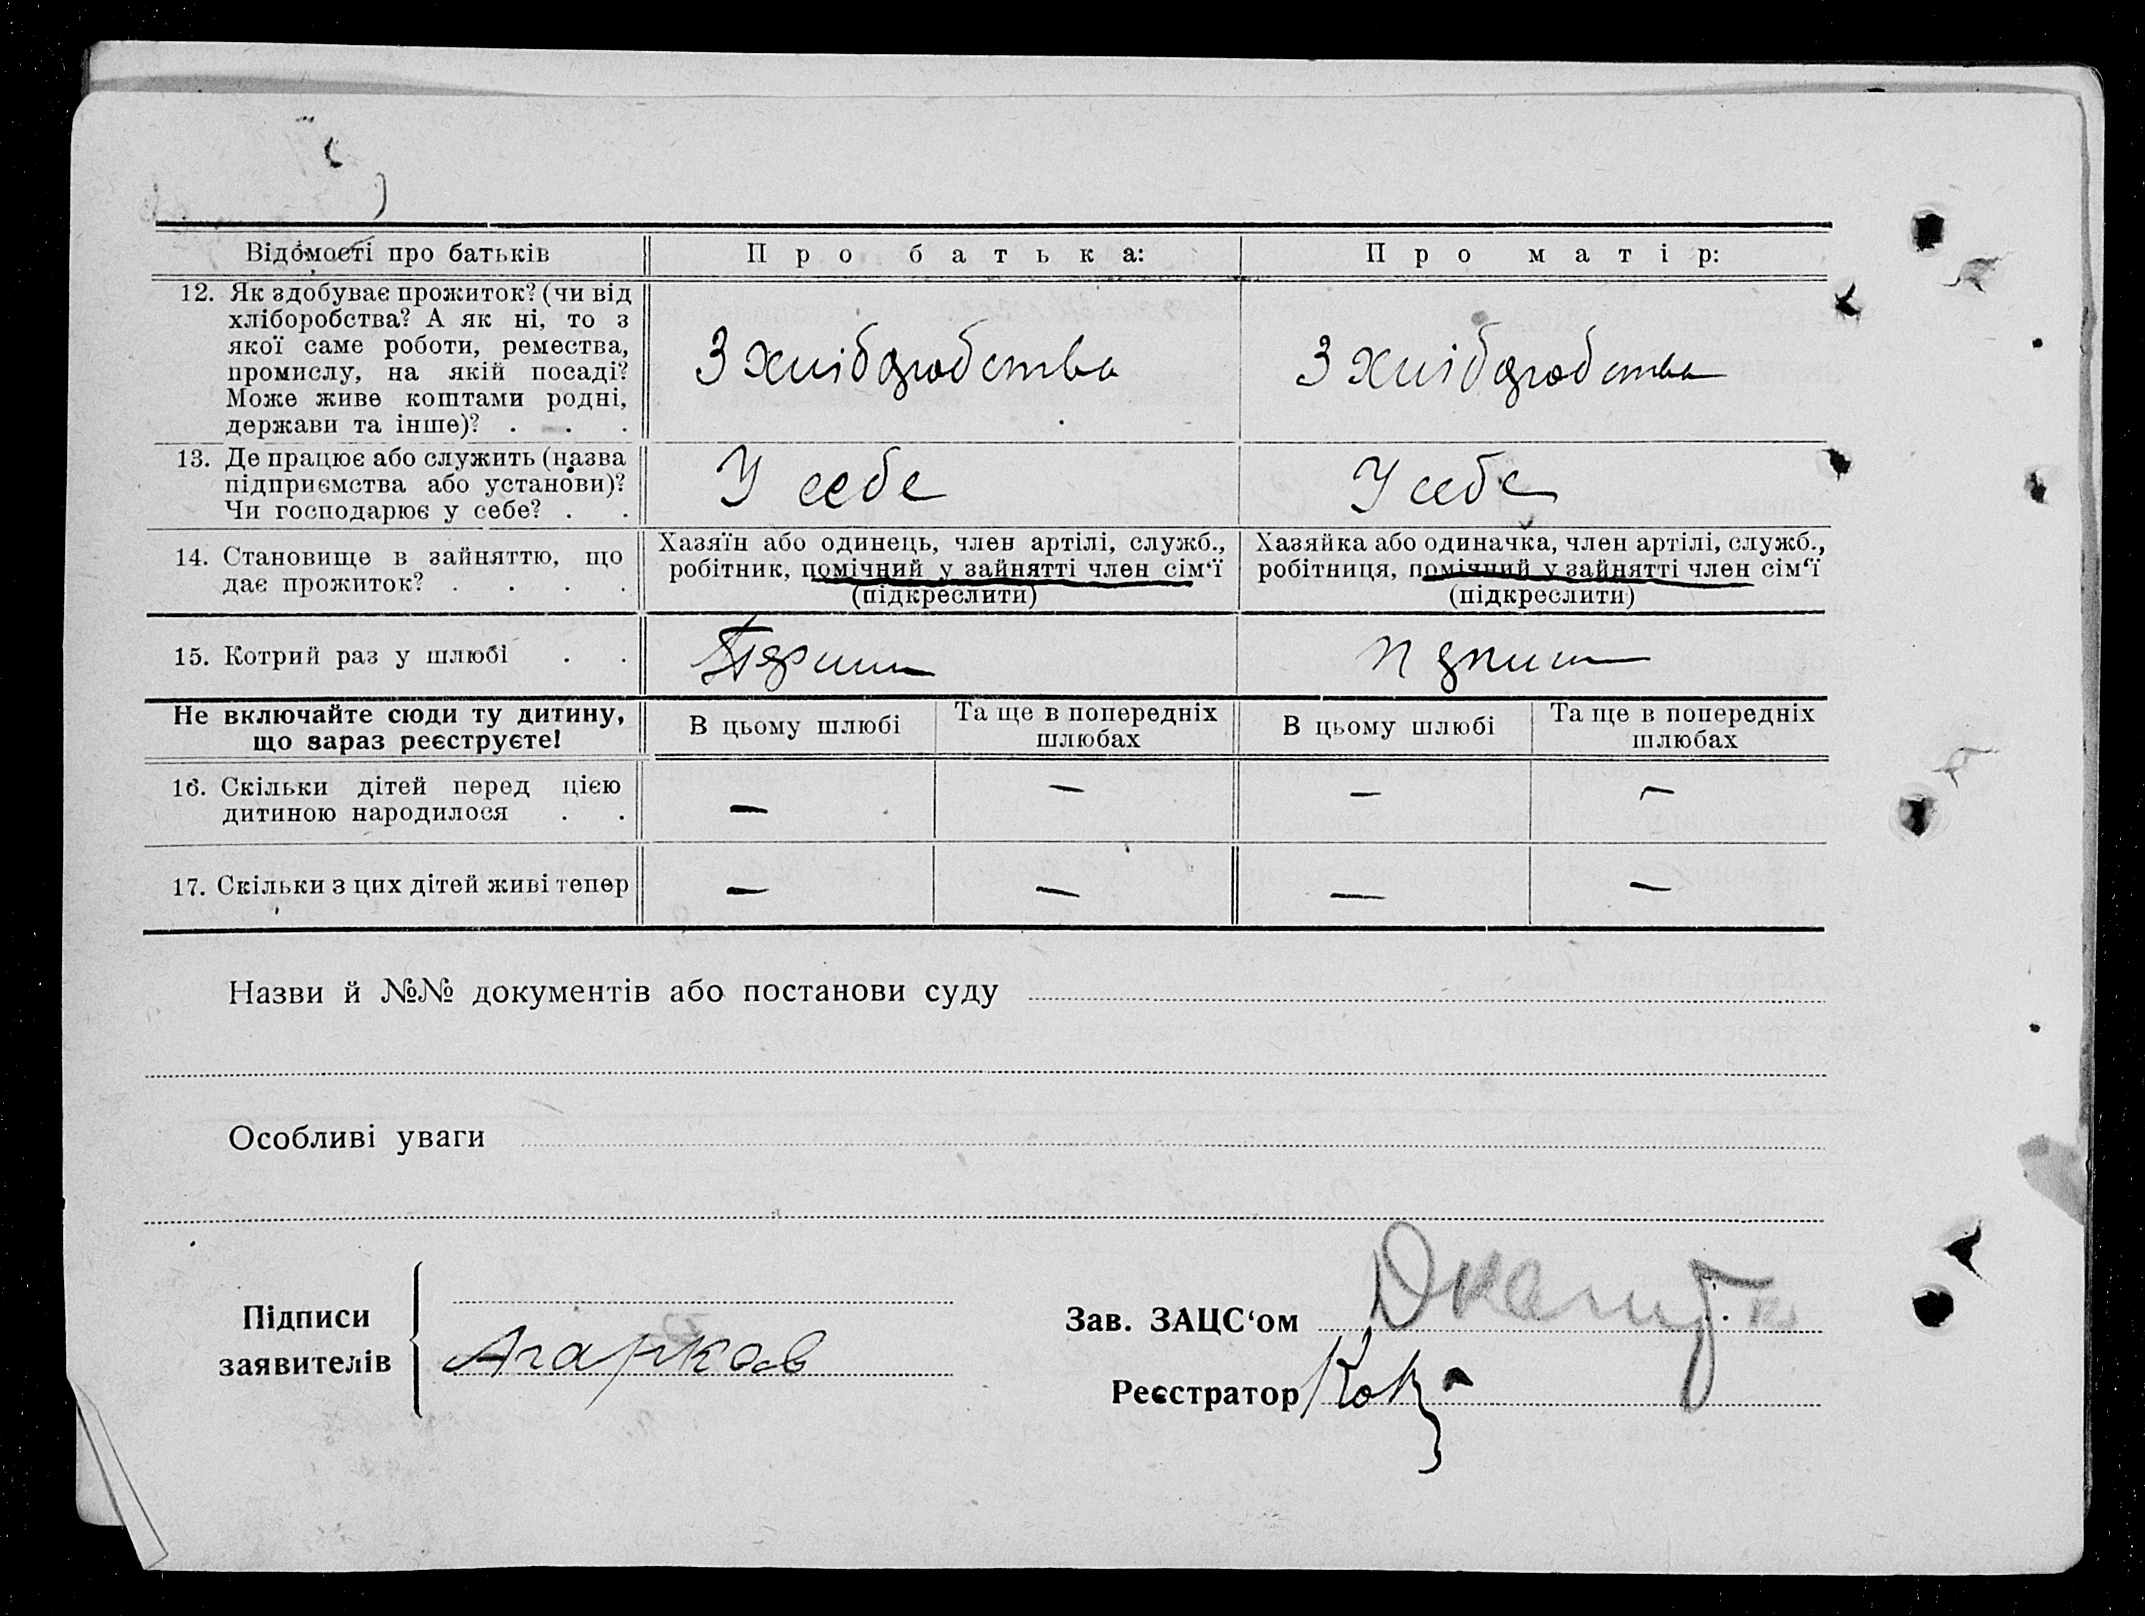 Відомості про батьків | Про батька: | Про матір:
12. Як здобуває прожиток? (чи від
хліборобства? А як ні, то з
якої саме роботи, ремества,
промислу, на якій посаді?
Може живе коштами родні,
держави та інше)? . . .
З хліборобства | З хліборобства
13. Де працює або служить (назва
підприємства або установи)?
Чи господарює у себе? . .
У себе | У себе
14. Становище в зайняттю, що
дає прожиток? . . . .
Хазяїн або одинець, член артілі, служб.,
робітник, помічний у зайнятті член сім‘ї
(підкреслити)
Хазяйка або одиначка, член артілі, служб.,
робітниця, помічний у зайнятті член сім‘ї
(підкреслити)
15. Котрий раз у шлюбі . .
Не включайте сюди ту дитину,
що зараз реєструєте!
В цьому шлюбі | Та ще в попередніх
шлюбах
В цьому шлюбі | Та ще в попередніх
шлюбах
16. Скільки дітей перед цією
дитиною народилося . .
— | — | — | —
17. Скільки з цих дітей живі тепер
— | — | — | —
Назви й №№ документів або постанови суду
Особливі уваги
Підписи
заявителів
Агарков
Зав. ЗАЦС‘ом
Реєстратор